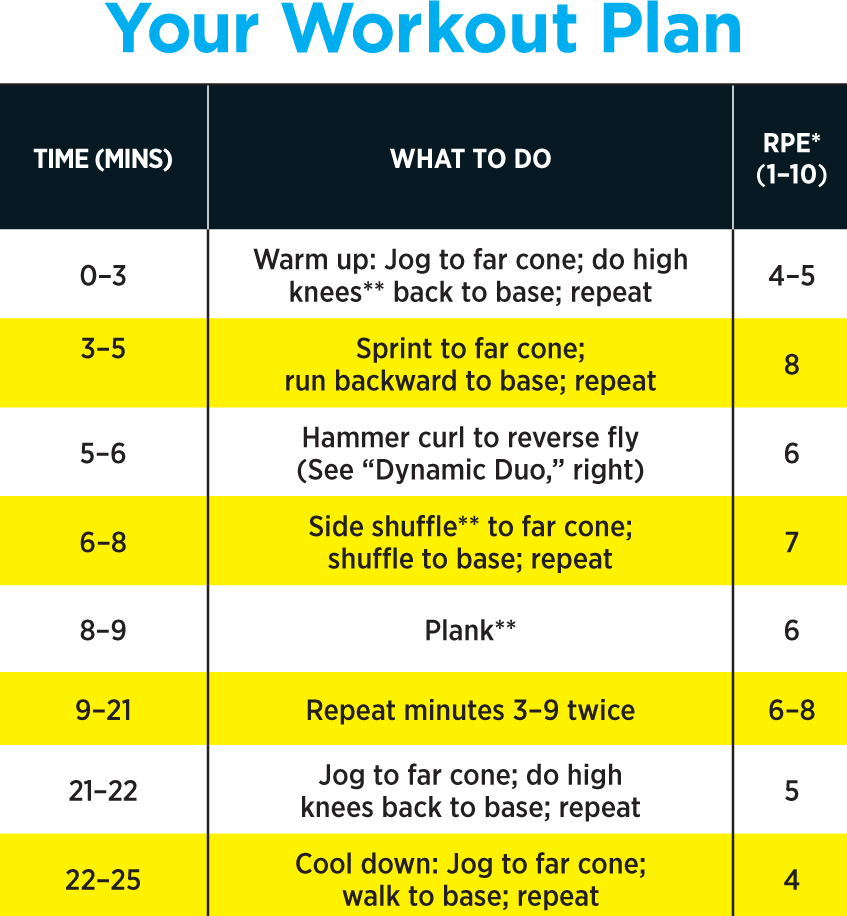 Your Workout Plan
TIME (MINS)
WHAT TO DO
RPE*
(1–10)
0–3
Warm up: Jog to far cone; do high
knees** back to base; repeat
4–5
3–5
Sprint to far cone;
run backward to base; repeat
8
5–6
Hammer curl to reverse fly
(See “Dynamic Duo,” right)
6
6–8
Side shuffle** to far cone;
shuffle to base; repeat
7
8–9
Plank**
6
9–21
Repeat minutes 3–9 twice
6–8
21–22
Jog to far cone; do high
knees back to base; repeat
5
22–25
Cool down: Jog to far cone;
walk to base; repeat
4